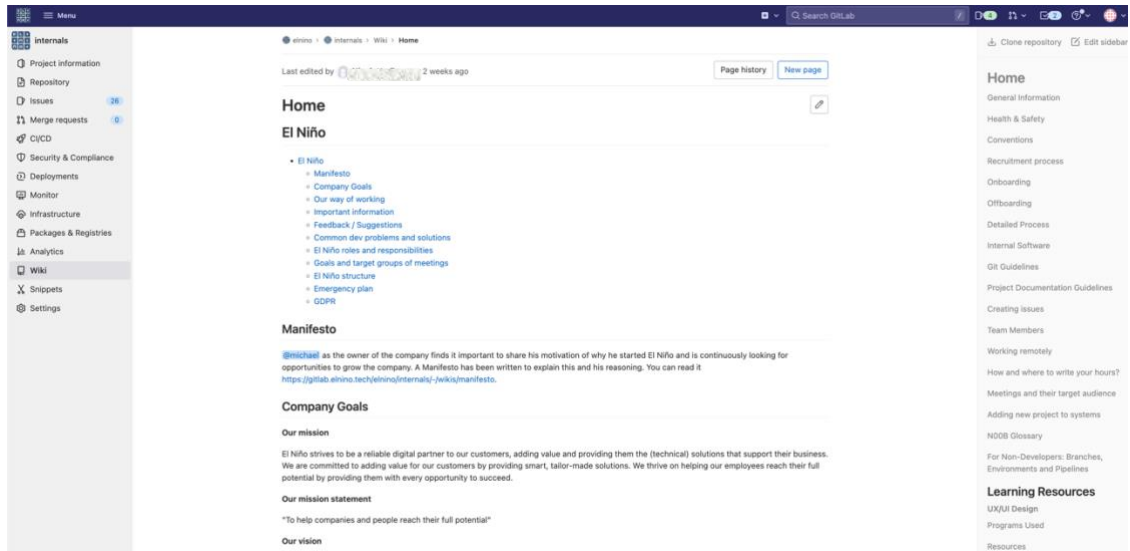 Menu
Search GitLab
/
4
2
internals
Project information
Repository
Issues 26
Merge requests 0
CI/CD
Security & Compliance
Deployments
Monitor
Infrastructure
Packages & Registries
Analytics
Wiki
Snippets
Settings
elnino › internals › Wiki › Home
Last edited by 2 weeks ago
Page history
New page
Home
El Niño
El Niño
Manifesto
Company Goals
Our way of working
Important information
Feedback / Suggestions
Common dev problems and solutions
El Niño roles and responsibilities
Goals and target groups of meetings
El Niño structure
Emergency plan
GDPR
Manifesto
@michael as the owner of the company finds it important to share his motivation of why he started El Niño and is continuously looking for
opportunities to grow the company. A Manifesto has been written to explain this and his reasoning. You can read it
https://gitlab.elnino.tech/elnino/internals/-/wikis/manifesto.
Company Goals
Our mission
El Niño strives to be a reliable digital partner to our customers, adding value and providing them the (technical) solutions that support their business.
We are committed to adding value for our customers by providing smart, tailor-made solutions. We thrive on helping our employees reach their full
potential by providing them with every opportunity to succeed.
Our mission statement
"To help companies and people reach their full potential"
Our vision
Clone repository
Edit sidebar
Home
General Information
Health & Safety
Conventions
Recruitment process
Onboarding
Offboarding
Detailed Process
Internal Software
Git Guidelines
Project Documentation Guidelines
Creating issues
Team Members
Working remotely
How and where to write your hours?
Meetings and their target audience
Adding new project to systems
N00B Glossary
For Non-Developers: Branches,
Environments and Pipelines
Learning Resources
UX/UI Design
Programs Used
Resources